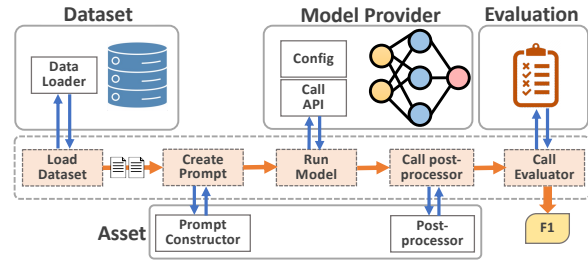 Dataset
Model Provider
Evaluation
Data
Loader
Config
Call
API
Load
Dataset
Create
Prompt
Run
Model
Call post-
processor
Call
Evaluator
Asset
Prompt
Constructor
Post-
processor
F1